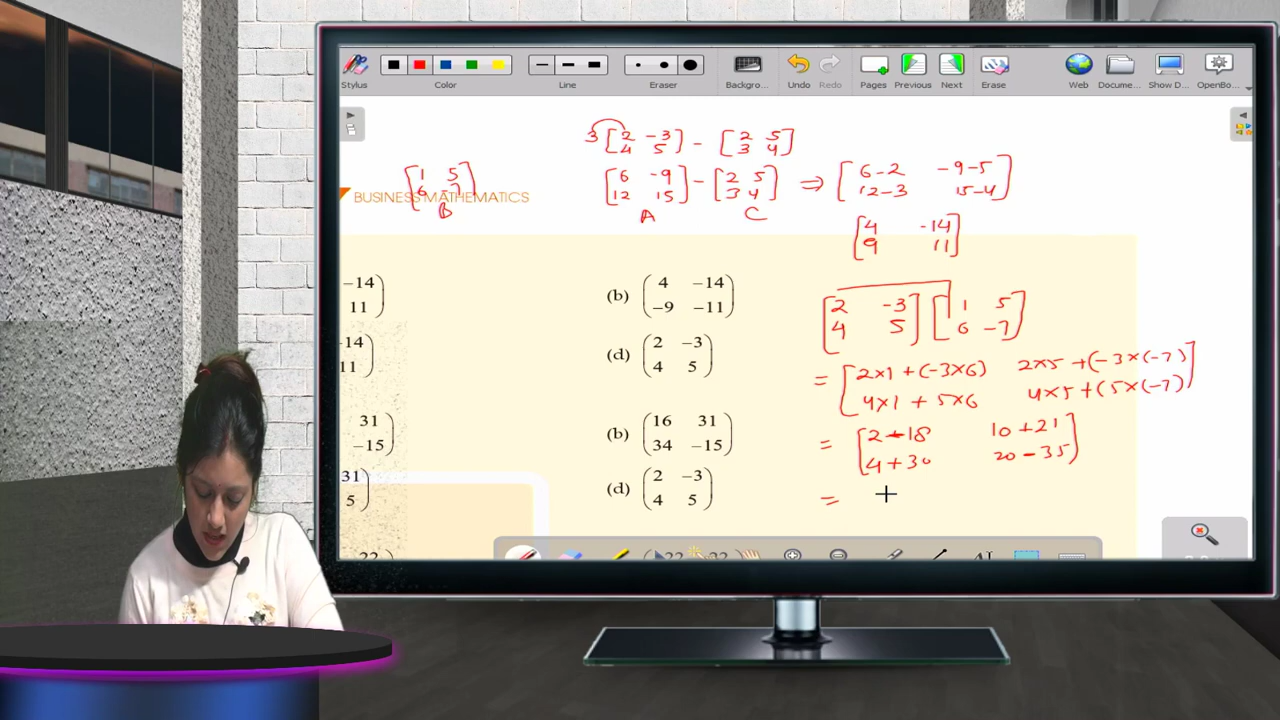 Stylus Color Line Eraser Backgro... Undo Redo Pages Previous Next Erase Web Docume... Show D... OpenBo...
3 [2 -3] - [2 5]
4 5 3 4
[1 5] [6 -9] - [2 5] ⇒ [6-2 -9-5]
6 -7 12 15 3 4 12-3 15-4
B A C
BUSINESS MATHEMATICS
[4 -14]
9 11
-14 (b) (4 -14)
11 -9 -11
[2 -3] [1 5]
4 5 6 -7
-14 (d) (2 -3)
11 4 5
= [2×1+(-3×6) 2×5+(-3×(-7)]
4×1+5×6 4×5+(5×(-7)
31 (b) (16 31)
-15 34 -15
= [2-18 10+21]
4+30 20-35
31 (d) (2 -3)
5 4 5
=